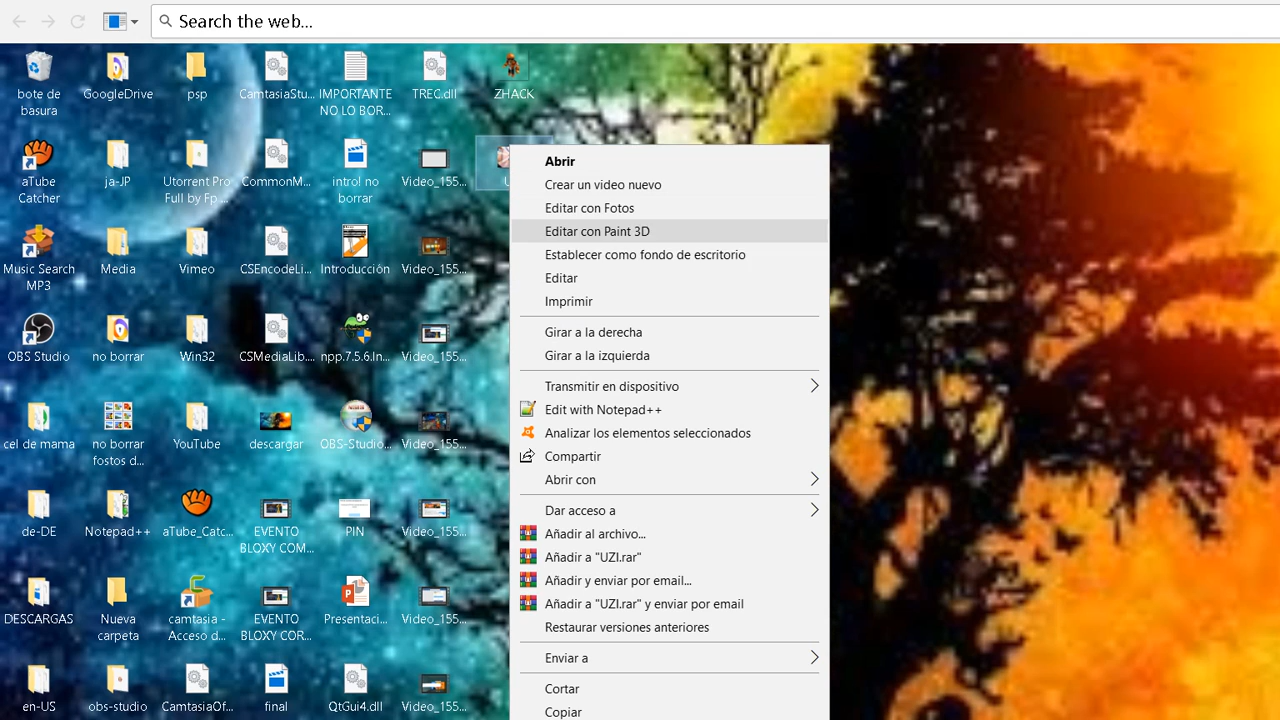 Search the web...
bote de
basura
GoogleDrive
psp
CamtasiaStu...
IMPORTANTE
NO LO BOR...
TREC.dll
ZHACK
aTube
Catcher
ja-JP
Utorrent Pro
Full by Fp ...
CommonM...
intro! no
borrar
Video_155...
Music Search
MP3
Media
Vimeo
CSEncodeLi...
Introducción
Video_155...
OBS Studio
no borrar
Win32
CSMediaLib....
npp.7.5.6.In...
Video_155...
cel de mama
no borrar
fostos d...
YouTube
descargar
OBS-Studio...
Video_155...
de-DE
Notepad++
aTube_Catc...
EVENTO
BLOXY COM...
PIN
Video_155...
DESCARGAS
Nueva
carpeta
camtasia -
Acceso d...
EVENTO
BLOXY COR...
Presentaci...
Video_155...
en-US
obs-studio
CamtasiaOf...
final
QtGui4.dll
Video_155...
Abrir
Crear un vídeo nuevo
Editar con Fotos
Editar con Paint 3D
Establecer como fondo de escritorio
Editar
Imprimir
Girar a la derecha
Girar a la izquierda
Transmitir en dispositivo
Edit with Notepad++
Analizar los elementos seleccionados
Compartir
Abrir con
Dar acceso a
Añadir al archivo...
Añadir a "UZI.rar"
Añadir y enviar por email...
Añadir a "UZI.rar" y enviar por email
Restaurar versiones anteriores
Enviar a
Cortar
Copiar